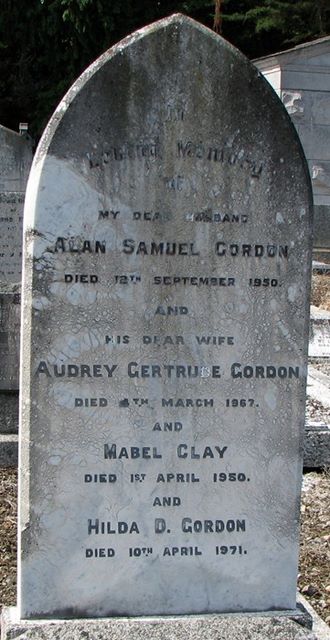 In
Loving Memory
of
MY DEAR HUSBAND
ALAN SAMUEL GORDON
DIED 12TH SEPTEMBER 1950.
AND
HIS DEAR WIFE
AUDREY GERTRUDE GORDON
DIED 4TH MARCH 1967.
AND
MABEL CLAY
DIED 1ST APRIL 1950.
AND
HILDA D. GORDON
DIED 10TH APRIL 1971.